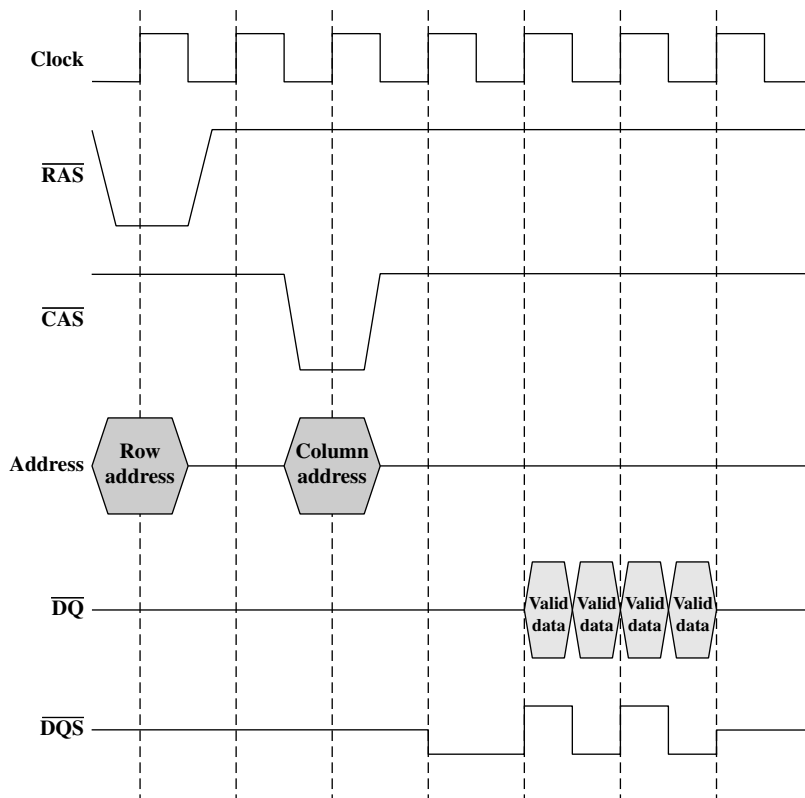 Clock
RAS
CAS
Address
Row
address
Column
address
DQ
Valid
data
Valid
data
Valid
data
Valid
data
DQS